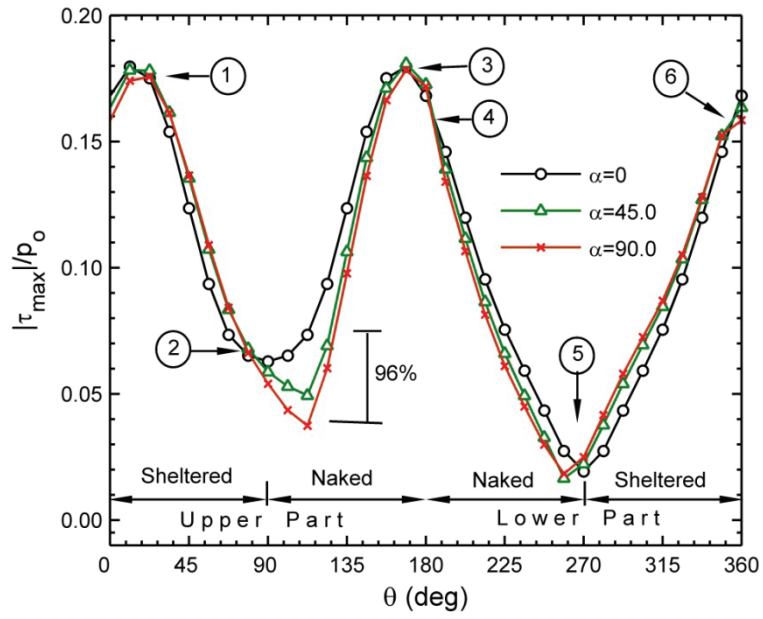 0.20
0.15
0.10
0.05
0.00
|τmax|/po
1
2
3
4
5
6
α=0
α=45.0
α=90.0
96%
Sheltered
Naked
Naked
Sheltered
Upper Part
Lower Part
0 45 90 135 180 225 270 315 360
θ (deg)